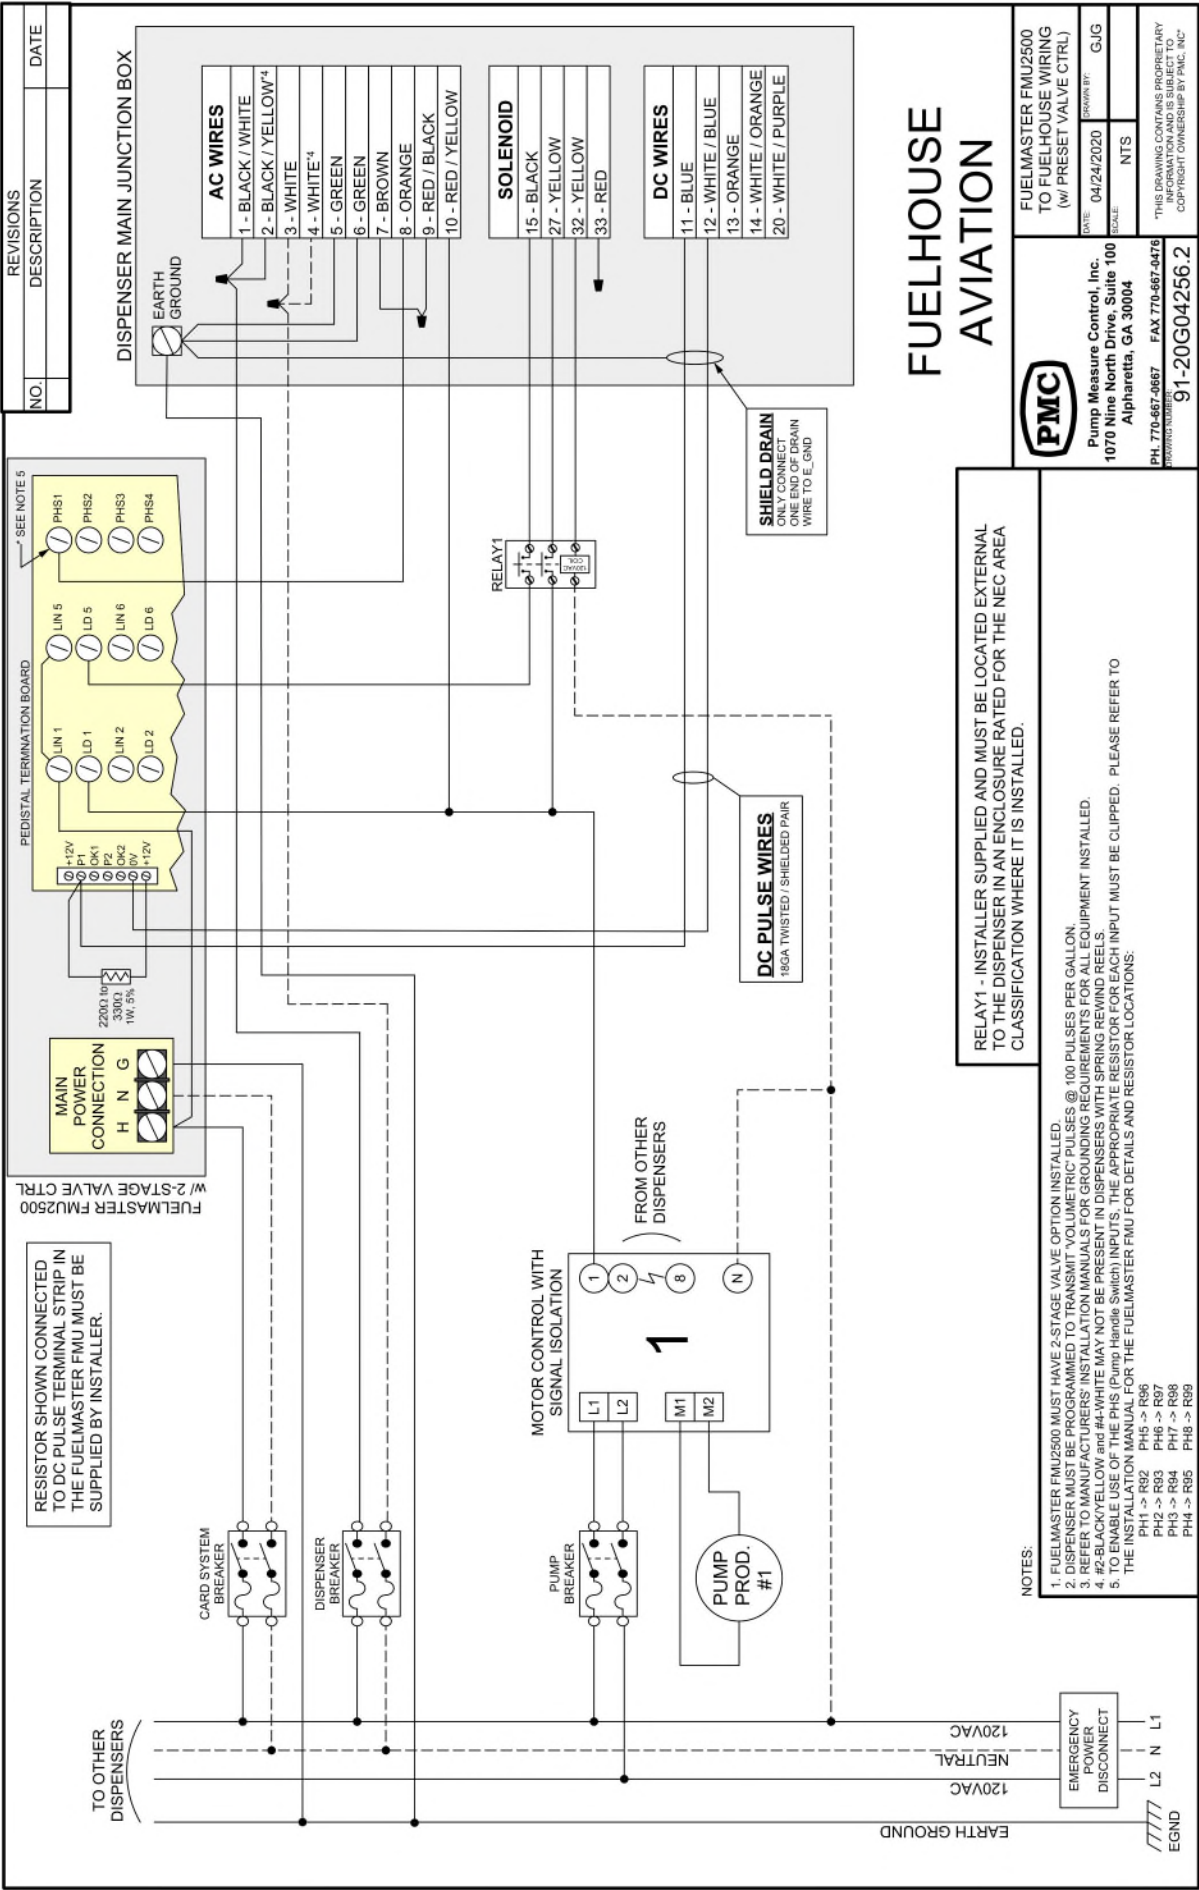 REVISIONS
NO. DESCRIPTION DATE
DISPENSER MAIN JUNCTION BOX
EARTH
GROUND
AC WIRES
1 - BLACK / WHITE
2 - BLACK / YELLOW*4
3 - WHITE
4 - WHITE*4
5 - GREEN
6 - GREEN
7 - BROWN
8 - ORANGE
9 - RED / BLACK
10 - RED / YELLOW
SOLENOID
15 - BLACK
27 - YELLOW
32 - YELLOW
33 - RED
DC WIRES
11 - BLUE
12 - WHITE / BLUE
13 - ORANGE
14 - WHITE / ORANGE
20 - WHITE / PURPLE
SHIELD DRAIN
ONLY CONNECT
ONE END OF DRAIN
WIRE TO E_GND
* SEE NOTE 5
PEDISTAL TERMNATION BOARD
PHS1
PHS2
PHS3
PHS4
LIN 5
LD 5
LIN 6
LD 6
LIN 1
LD 1
LIN 2
LD 2
+12V
P1
OK1
P2
OK2
0V
+12V
220Ω to
330Ω
1W, 5%
MAIN
POWER
CONNECTION
H N G
FUELMASTER FMU2500
W/ 2-STAGE VALVE CTRL
RELAY1
120VAC
COIL
DC PULSE WIRES
18GA TWISTED / SHIELDED PAIR
RESISTOR SHOWN CONNECTED
TO DC PULSE TERMINAL STRIP IN
THE FUELMASTER FMU MUST BE
SUPPLIED BY INSTALLER.
MOTOR CONTROL WITH
SIGNAL ISOLATION
1
1
2
8
N
L1
L2
M1
M2
FROM OTHER
DISPENSERS
CARD SYSTEM
BREAKER
DISPENSER
BREAKER
PUMP
BREAKER
PUMP
PROD.
#1
TO OTHER
DISPENSERS
120VAC
NEUTRAL
120VAC
EARTH GROUND
EMERGENCY
POWER
DISCONNECT
EGND L2 N L1
FUELHOUSE
AVIATION
RELAY1 - INSTALLER SUPPLIED AND MUST BE LOCATED EXTERNAL
TO THE DISPENSER IN AN ENCLOSURE RATED FOR THE NEC AREA
CLASSIFICATION WHERE IT IS INSTALLED.
NOTES:
1. FUELMASTER FMU2500 MUST HAVE 2-STAGE VALVE OPTION INSTALLED.
2. DISPENSER MUST BE PROGRAMMED TO TRANSMIT "VOLUMETRIC" PULSES @ 100 PULSES PER GALLON.
3. REFER TO MANUFACTURERS' INSTALLATION MANUALS FOR GROUNDING REQUIREMENTS FOR ALL EQUIPMENT INSTALLED.
4. #2-BLACK/YELLOW and #4-WHITE MAY NOT BE PRESENT IN DISPENSERS WITH SPRING REWIND REELS.
5. TO ENABLE USE OF THE PHS (Pump Handle Switch) INPUTS, THE APPROPRIATE RESISTOR FOR EACH INPUT MUST BE CLIPPED. PLEASE REFER TO
THE INSTALLATION MANUAL FOR THE FUELMASTER FMU FOR DETAILS AND RESISTOR LOCATIONS:
PH1 -> R92 PH5 -> R96
PH2 -> R93 PH6 -> R97
PH3 -> R94 PH7 -> R98
PH4 -> R95 PH8 -> R99
PMC
Pump Measure Control, Inc.
1070 Nine North Drive, Suite 100
Alpharetta, GA 30004
PH. 770-667-0667 FAX 770-667-0476
DRAWING NUMBER:
91-20G04256.2
FUELMASTER FMU2500
TO FUELHOUSE WIRING
(w/ PRESET VALVE CTRL)
DATE: 04/24/2020
DRAWN BY: GJG
SCALE: NTS
"THIS DRAWING CONTAINS PROPRIETARY
INFORMATION AND IS SUBJECT TO
COPYRIGHT OWNERSHIP BY PMC, INC"